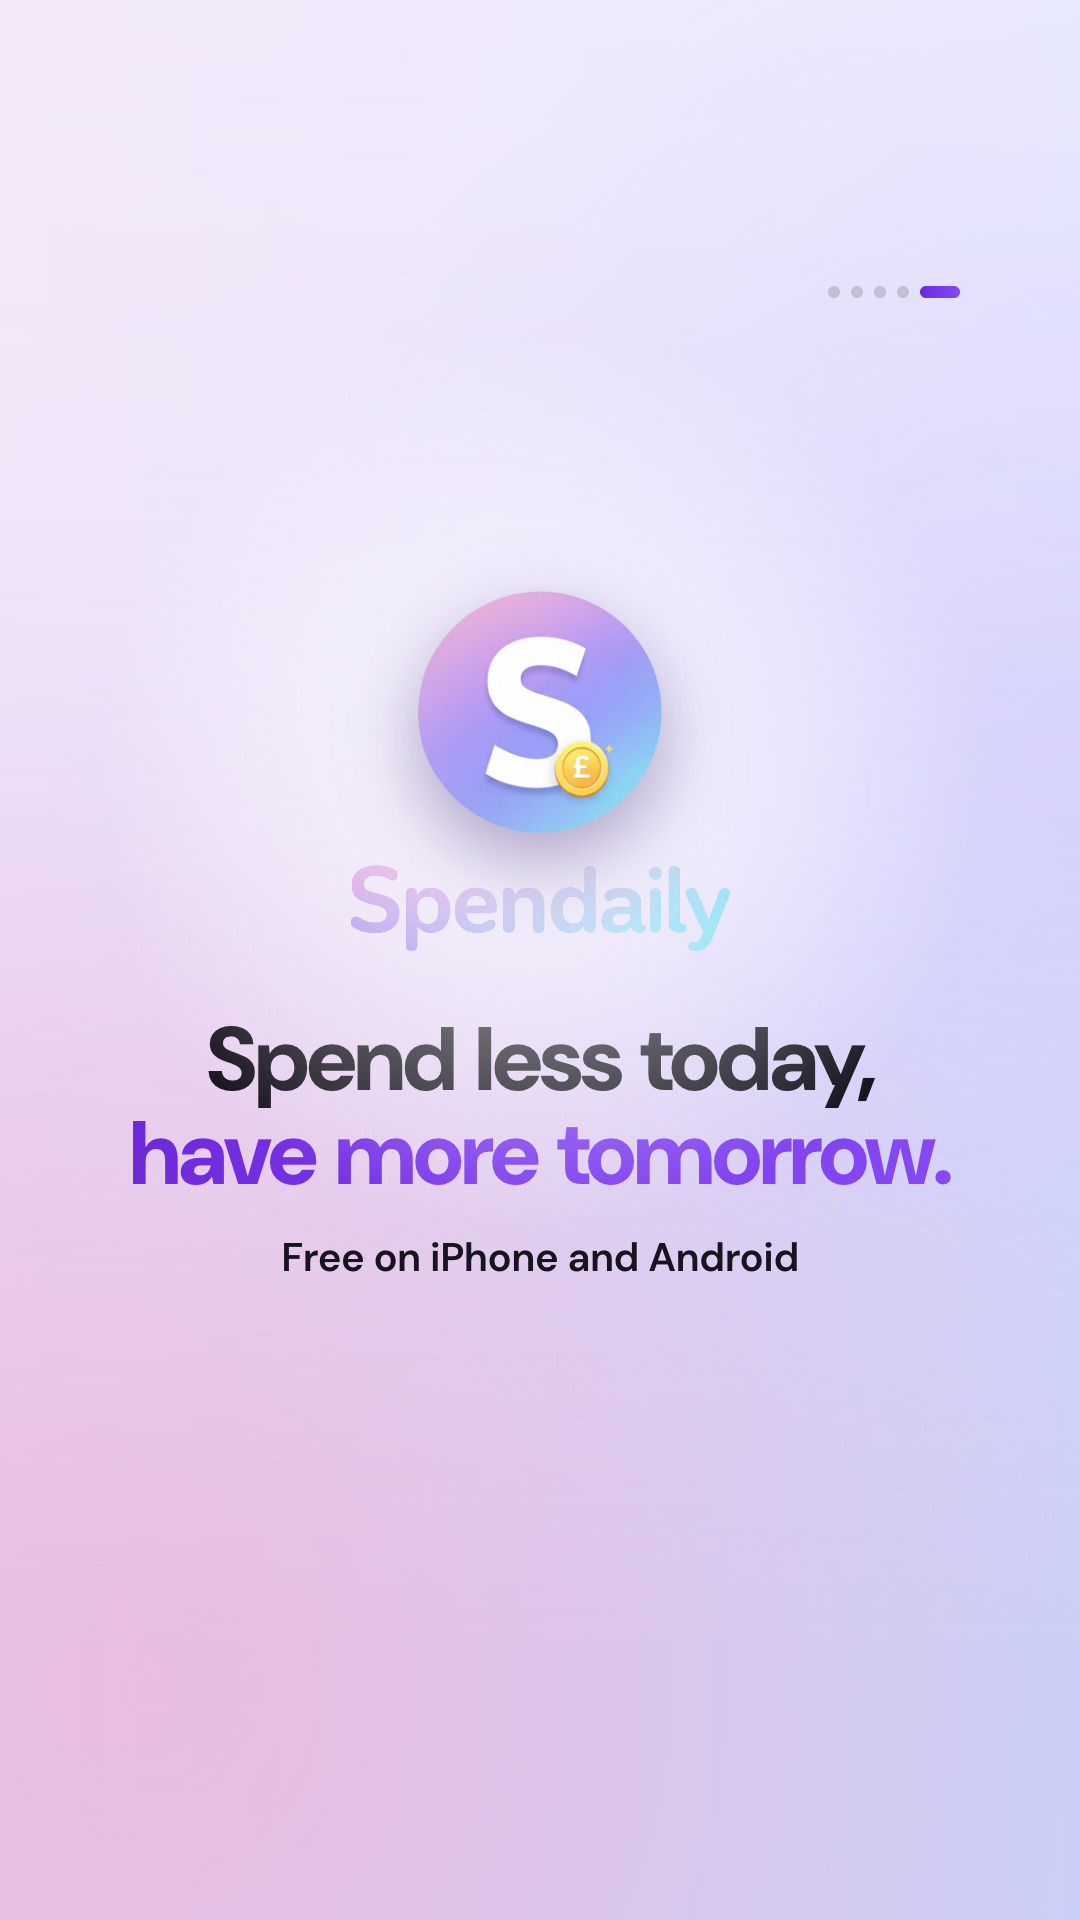 S
£
Spendaily
Spend less today,
have more tomorrow.
Free on iPhone and Android